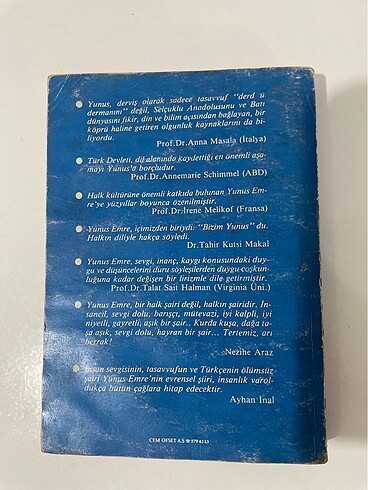 Yunus, derviş olarak sadece tasavvuf "derd ü
dermanını" değil, Selçuklu Anadolusunu ve Batı
dünyasını fikir, din ve bilim açısından bağlayan, bir
köprü haline getiren olgunluk kaynaklarını da bi-
liyordu.
Prof.Dr.Anna Masala (İtalya)
Türk Devleti, dil alanında kaydettiği en önemli aşa-
mayı Yunus'a borçludur.
Prof.Dr.Annemarie Schimmel (ABD)
Halk kültürüne önemli katkıda bulunan Yunus Em-
re'ye yüzyıllar boyunca özenilmiştir.
Prof.Dr.İrene Melikof (Fransa)
Yunus Emre, içimizden biriydi. "Bizim Yunus" du.
Halkın diliyle hakça söyledi.
Dr.Tahir Kutsi Makal
Yunus Emre, sevgi, inanç, kaygı konusundaki duy-
gu ve düşüncelerini duru söyleşilerden duygu coşkun-
luğuna kadar değişen bir lirizmle dile getirmiştir.
Prof.Dr.Talat Sait Halman (Virginia Üni.)
Yunus Emre, bir halk şairi değil, halkın şairidir. İn-
sancil, sevgi dolu, barışçı, mütevazi, iyi kalpli, iyi
niyetli, gayretli, aşık bir şair.. Kurda kuşa, dağa ta-
şa aşık, sevgi dolu, hayran bir şair... Tertemiz, arı
berrak!
Nezihe Araz
İnsan sevgisinin, tasavvufun ve Türkçenin ölümsüz
şairi Yunus Emre'nin evrensel şiiri, insanlık varol-
dukça bütün çağlara hitap edecektir.
Ayhan İnal
CEM OFSET A.Ş